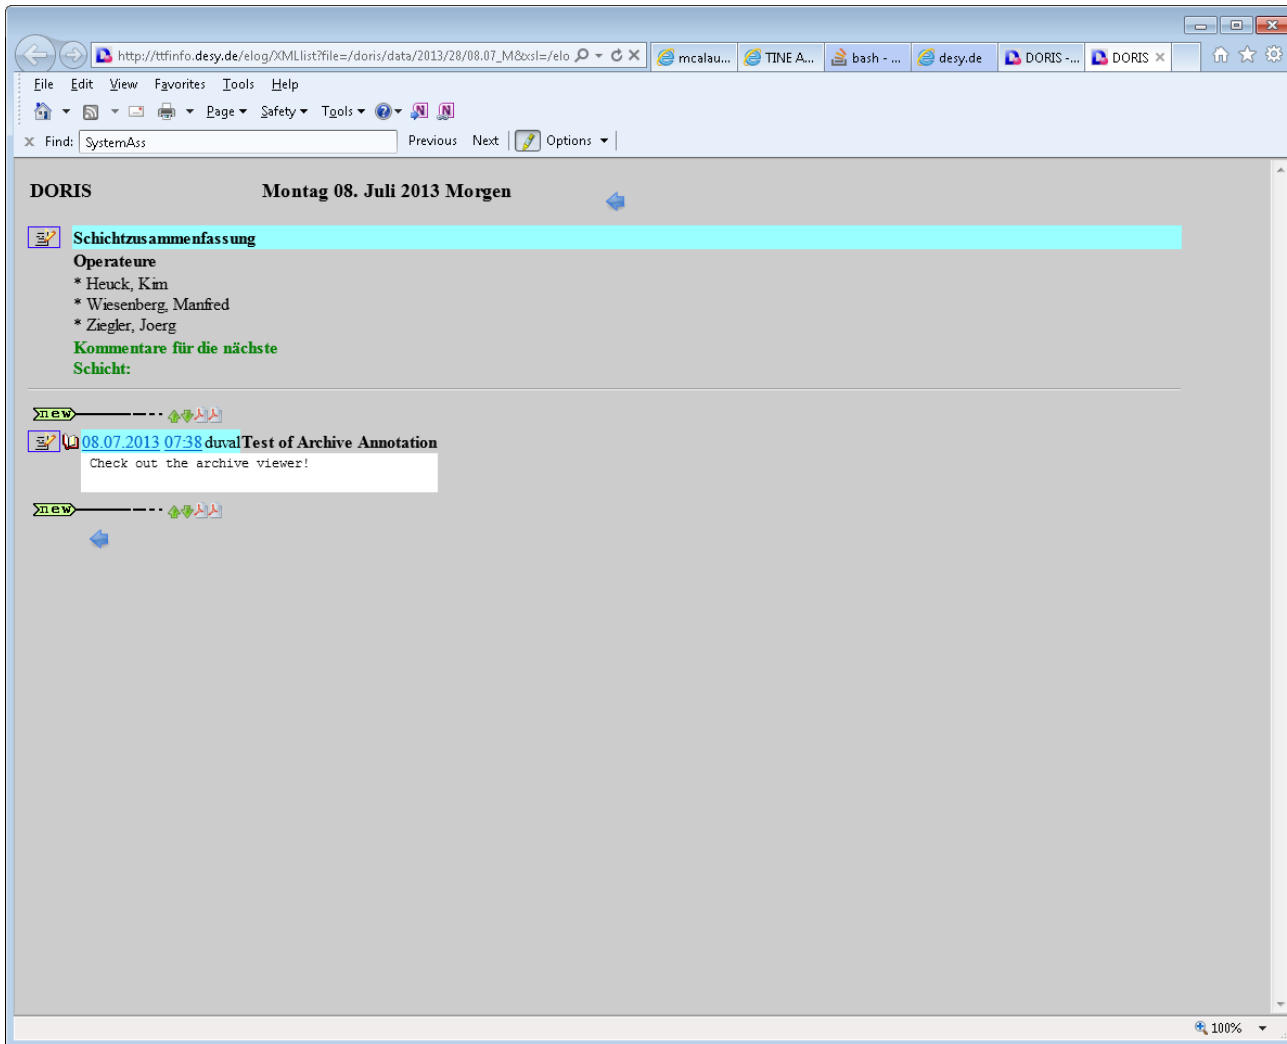 http://ttfinfo.desy.de/elog/XMLlist?file=/doris/data/2013/28/08.07_M&xsl=/elo
mcalau... TINE A... bash - ... desy.de DORIS -... DORIS
File Edit View Favorites Tools Help
Page Safety Tools
Find: SystemAss Previous Next Options
DORIS Montag 08. Juli 2013 Morgen
Schichtzusammenfassung
Operateure
* Heuck, Kim
* Wiesenberg, Manfred
* Ziegler, Joerg
Kommentare für die nächste
Schicht:
new
08.07.2013 07:38 duval Test of Archive Annotation
Check out the archive viewer!
new
100%